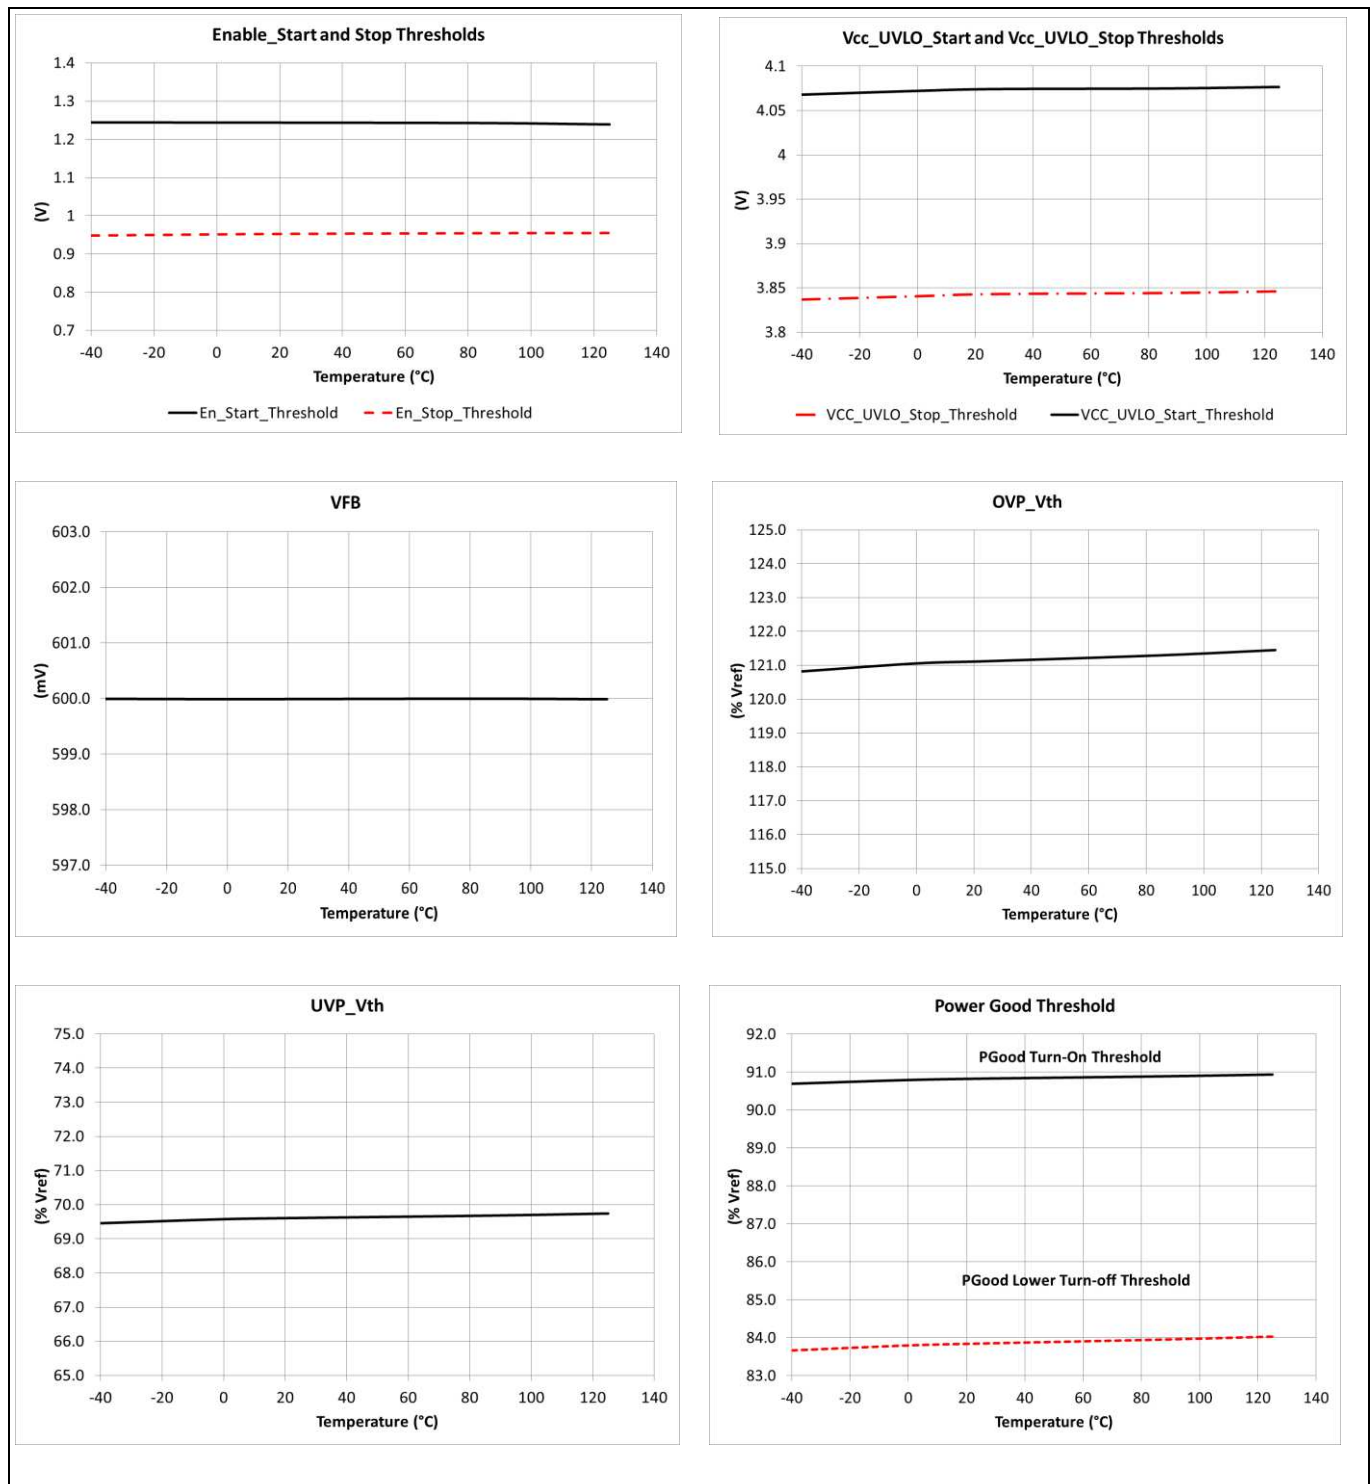 Enable_Start and Stop Thresholds
1.4
1.3
1.2
1.1
1
0.9
0.8
0.7
(V)
-40 -20 0 20 40 60 80 100 120 140
Temperature (°C)
En_Start_Threshold En_Stop_Threshold
Vcc_UVLO_Start and Vcc_UVLO_Stop Thresholds
4.1
4.05
4
3.95
3.9
3.85
3.8
(V)
-40 -20 0 20 40 60 80 100 120 140
Temperature (°C)
VCC_UVLO_Stop_Threshold VCC_UVLO_Start_Threshold
VFB
603.0
602.0
601.0
600.0
599.0
598.0
597.0
(mV)
-40 -20 0 20 40 60 80 100 120 140
Temperature (°C)
OVP_Vth
125.0
124.0
123.0
122.0
121.0
120.0
119.0
118.0
117.0
116.0
115.0
(% Vref)
-40 -20 0 20 40 60 80 100 120 140
Temperature (°C)
UVP_Vth
75.0
74.0
73.0
72.0
71.0
70.0
69.0
68.0
67.0
66.0
65.0
(% Vref)
-40 -20 0 20 40 60 80 100 120 140
Temperature (°C)
Power Good Threshold
92.0
91.0
90.0
89.0
88.0
87.0
86.0
85.0
84.0
83.0
(% Vref)
PGood Turn-On Threshold
PGood Lower Turn-off Threshold
-40 -20 0 20 40 60 80 100 120 140
Temperature (°C)